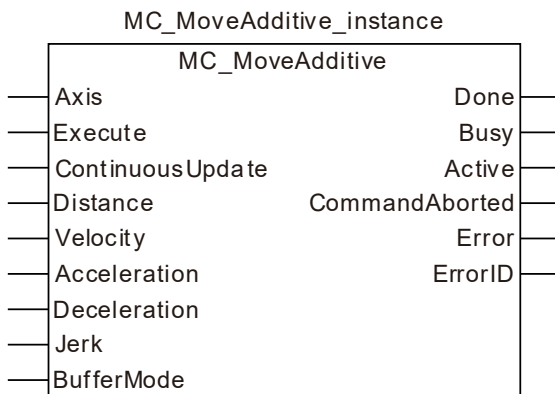 MC_MoveAdditive_instance
MC_MoveAdditive
Axis Done
Execute Busy
ContinuousUpdate Active
Distance CommandAborted
Velocity Error
Acceleration ErrorID
Deceleration
Jerk
BufferMode